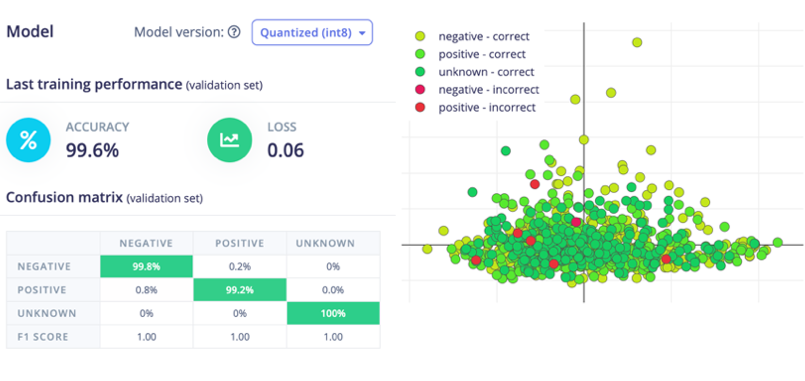 Model
Model version: Quantized (int8)
Last training performance (validation set)
% ACCURACY
99.6%
LOSS
0.06
Confusion matrix (validation set)
NEGATIVE POSITIVE UNKNOWN
NEGATIVE 99.8% 0.2% 0%
POSITIVE 0.8% 99.2% 0.0%
UNKNOWN 0% 0% 100%
F1 SCORE 1.00 1.00 1.00
negative - correct
positive - correct
unknown - correct
negative - incorrect
positive - incorrect